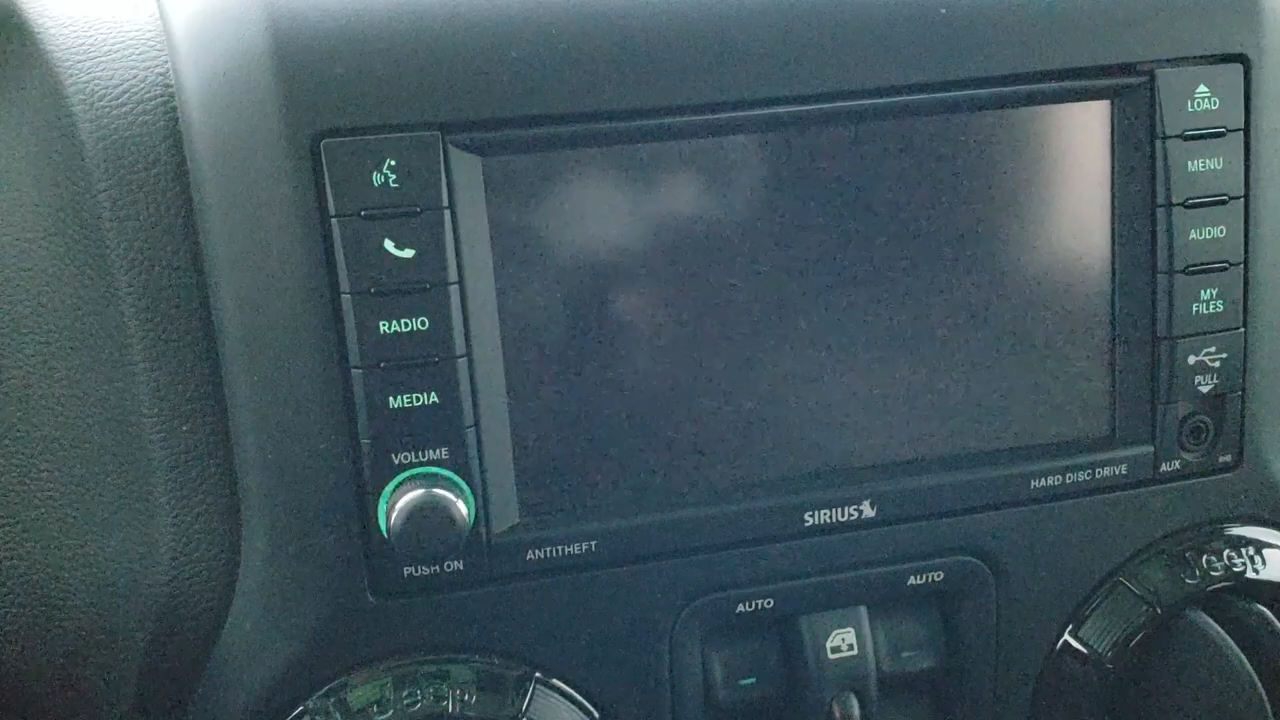 RADIO
MEDIA
VOLUME
PUSH ON
ANTITHEFT
SIRIUS
HARD DISC DRIVE
LOAD
MENU
AUDIO
MY
FILES
PULL
AUX
AUTO
AUTO
Jeep
Jeep